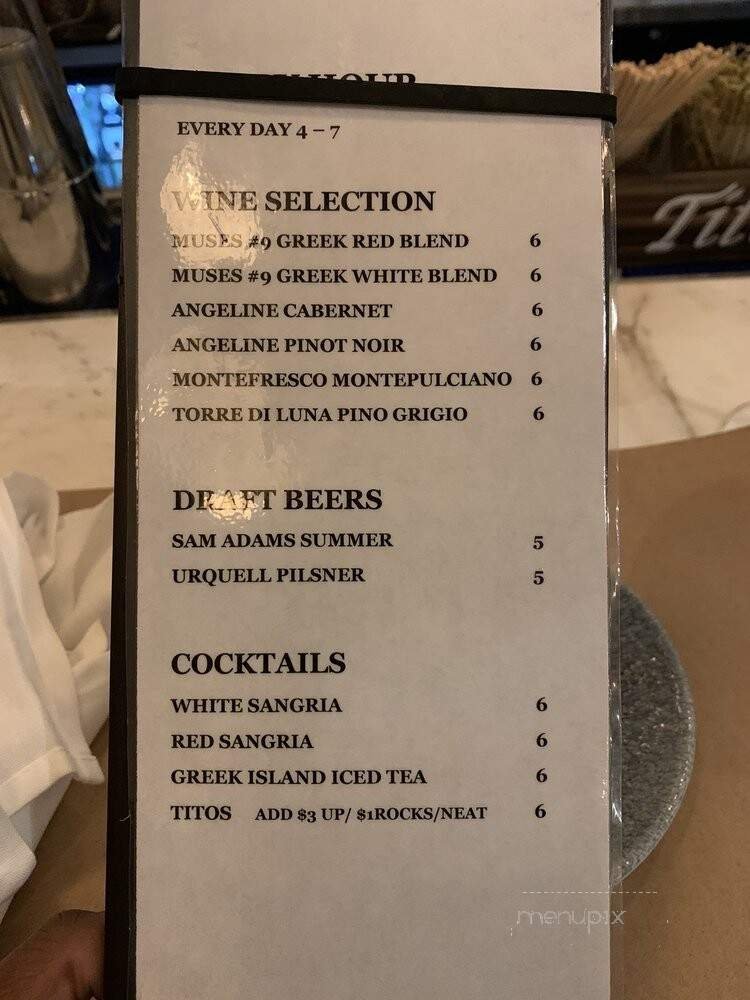 HOUR
EVERY DAY 4 – 7
WINE SELECTION
MUSES #9 GREEK RED BLEND 6
MUSES #9 GREEK WHITE BLEND 6
ANGELINE CABERNET 6
ANGELINE PINOT NOIR 6
MONTEFRESCO MONTEPULCIANO 6
TORRE DI LUNA PINO GRIGIO 6
DRAFT BEERS
SAM ADAMS SUMMER 5
URQUELL PILSNER 5
COCKTAILS
WHITE SANGRIA 6
RED SANGRIA 6
GREEK ISLAND ICED TEA 6
TITOS ADD $3 UP/ $1ROCKS/NEAT 6
menupix